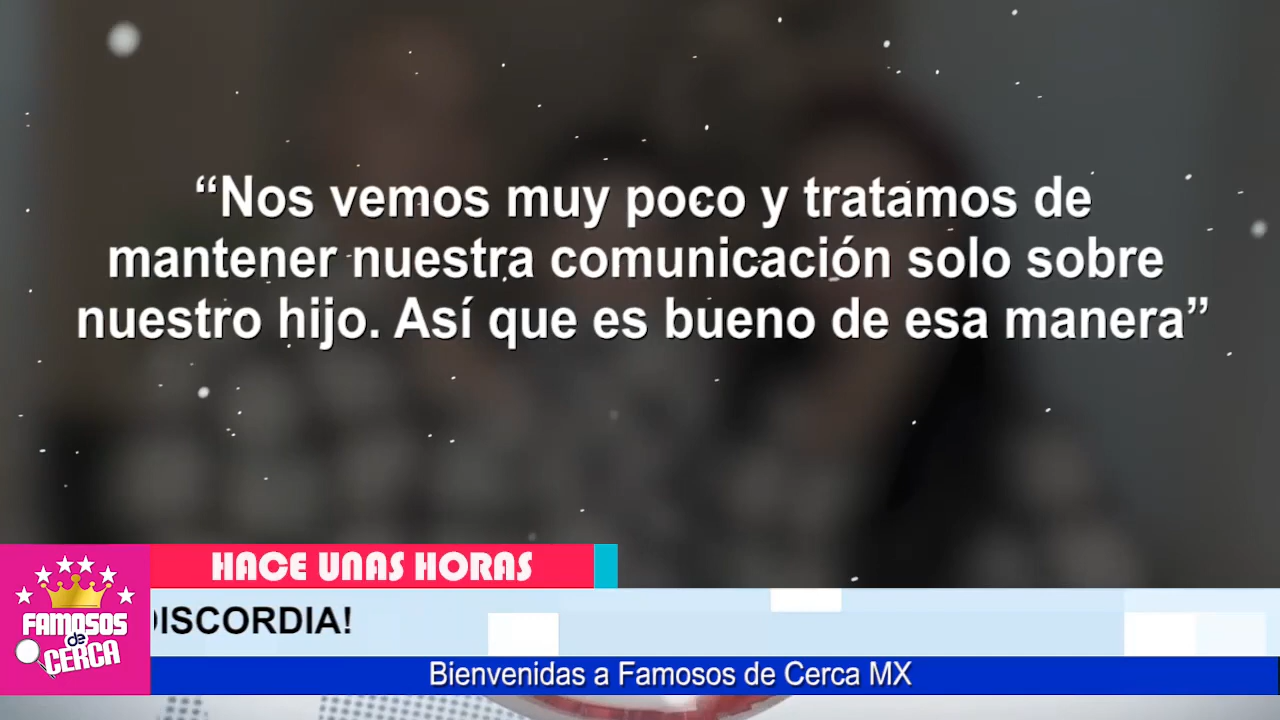 “Nos vemos muy poco y tratamos de
mantener nuestra comunicación solo sobre
nuestro hijo. Así que es bueno de esa manera”
HACE UNAS HORAS
DISCORDIA!
FAMOSOS
de
CERCA
Bienvenidas a Famosos de Cerca MX